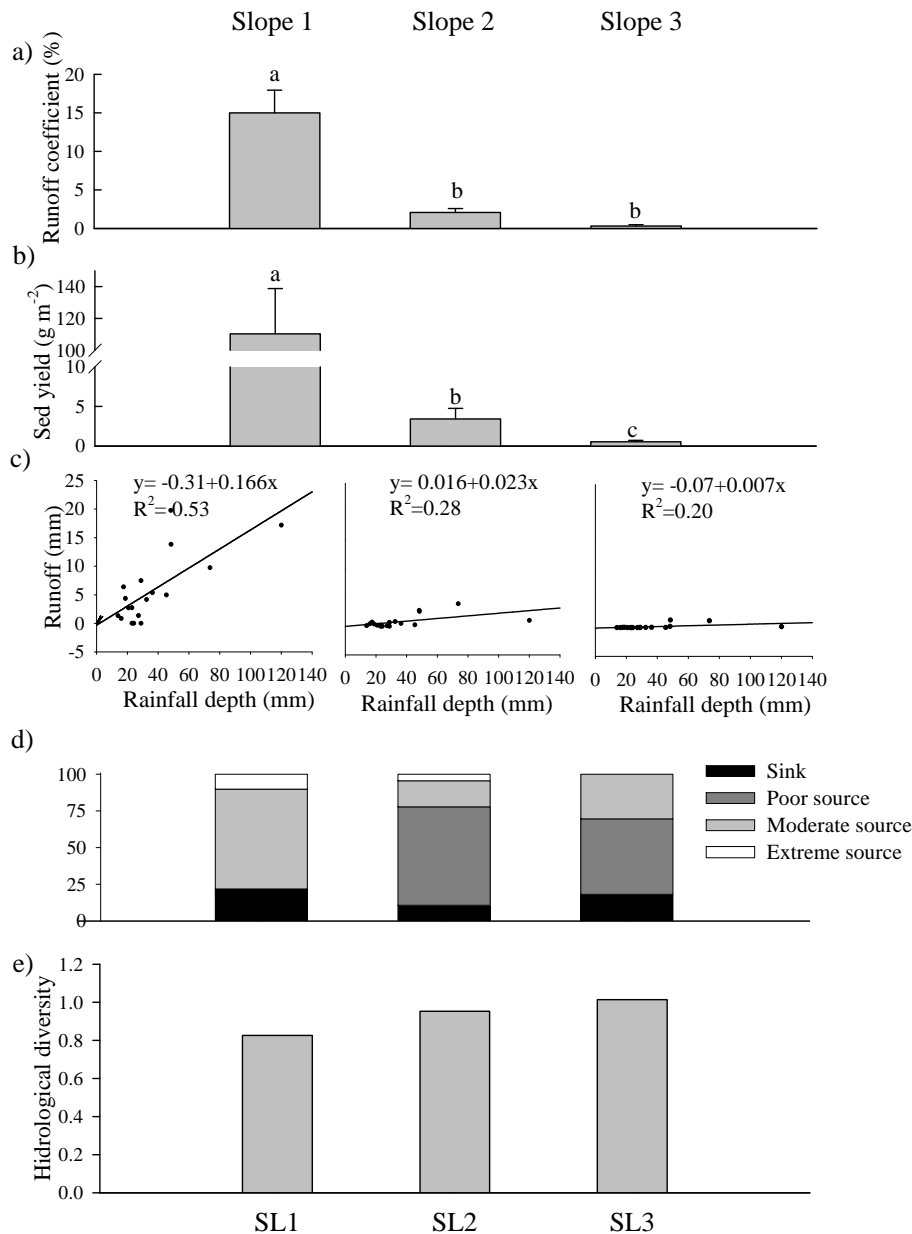 Slope 1 Slope 2 Slope 3
a)
Runoff coefficient (%)
20
15
10
5
0
a
b
b
b)
Sed yield (g m-2)
140
120
100
10
5
0
a
b
c
c)
Runoff (mm)
25
20
15
10
5
0
-5
y= -0.31+0.166x
R2= 0.53
y= 0.016+0.023x
R2=0.28
y= -0.07+0.007x
R2=0.20
0 20 40 60 80 100 120 140
0 20 40 60 80 100 120 140
0 20 40 60 80 100 120 140
Rainfall depth (mm) Rainfall depth (mm) Rainfall depth (mm)
d)
100
75
50
25
0
Sink
Poor source
Moderate source
Extreme source
e)
Hidrological diversity
1.2
1.0
0.8
0.6
0.4
0.2
0.0
SL1 SL2 SL3